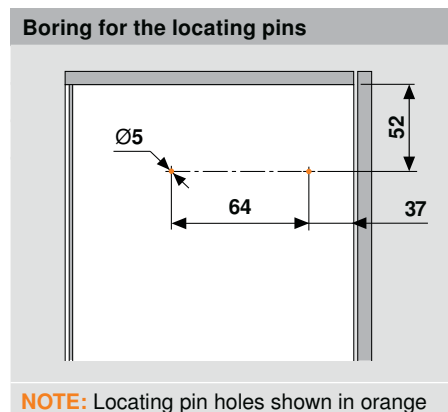 Boring for the locating pins
52
Ø5
64
37
NOTE: Locating pin holes shown in orange